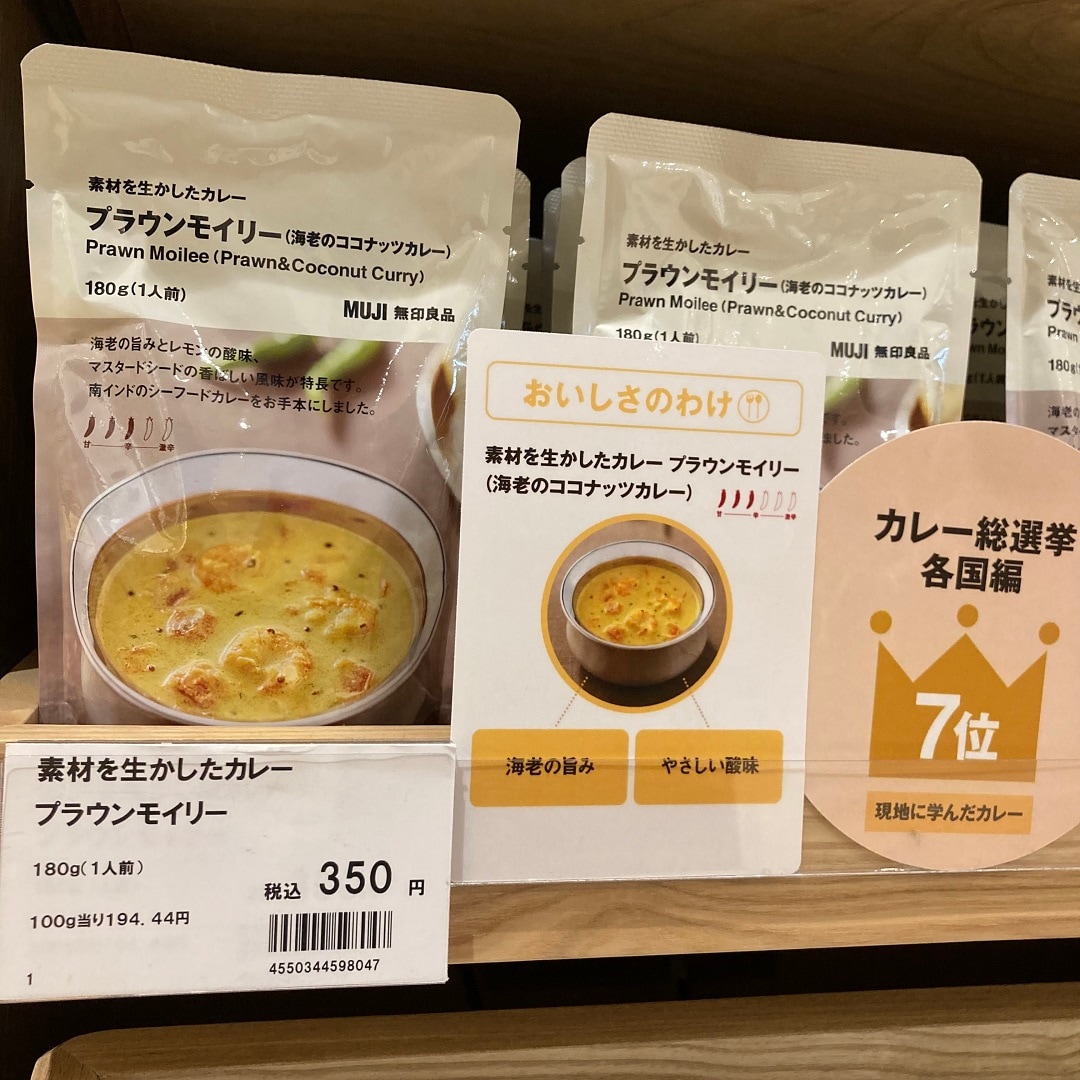 素材を生かしたカレー
プラウンモイリー(海老のココナッツカレー)
Prawn Moilee (Prawn&Coconut Curry)
180g(1人前)
MUJI 無印良品
海老の旨みとレモンの酸味、
マスタードシードの香ばしい風味が特長です。
南インドのシーフードカレーをお手本にしました。
甘 辛 激辛
素材を生かしたカレー
プラウンモイリー(海老のココナッツカレー)
Prawn Moilee (Prawn&Coconut Curry)
180g(1人前)
MUJI 無印良品
です。
ました。
おいしさのわけ
素材を生かしたカレー プラウンモイリー
(海老のココナッツカレー)
甘 辛 激辛
海老の旨み
やさしい酸味
カレー総選挙
各国編
7位
現地に学んだカレー
素材を生かしたカレー
プラウンモイリー
180g(1人前)
税込 350 円
100g当り194.44円
4550344598047
1